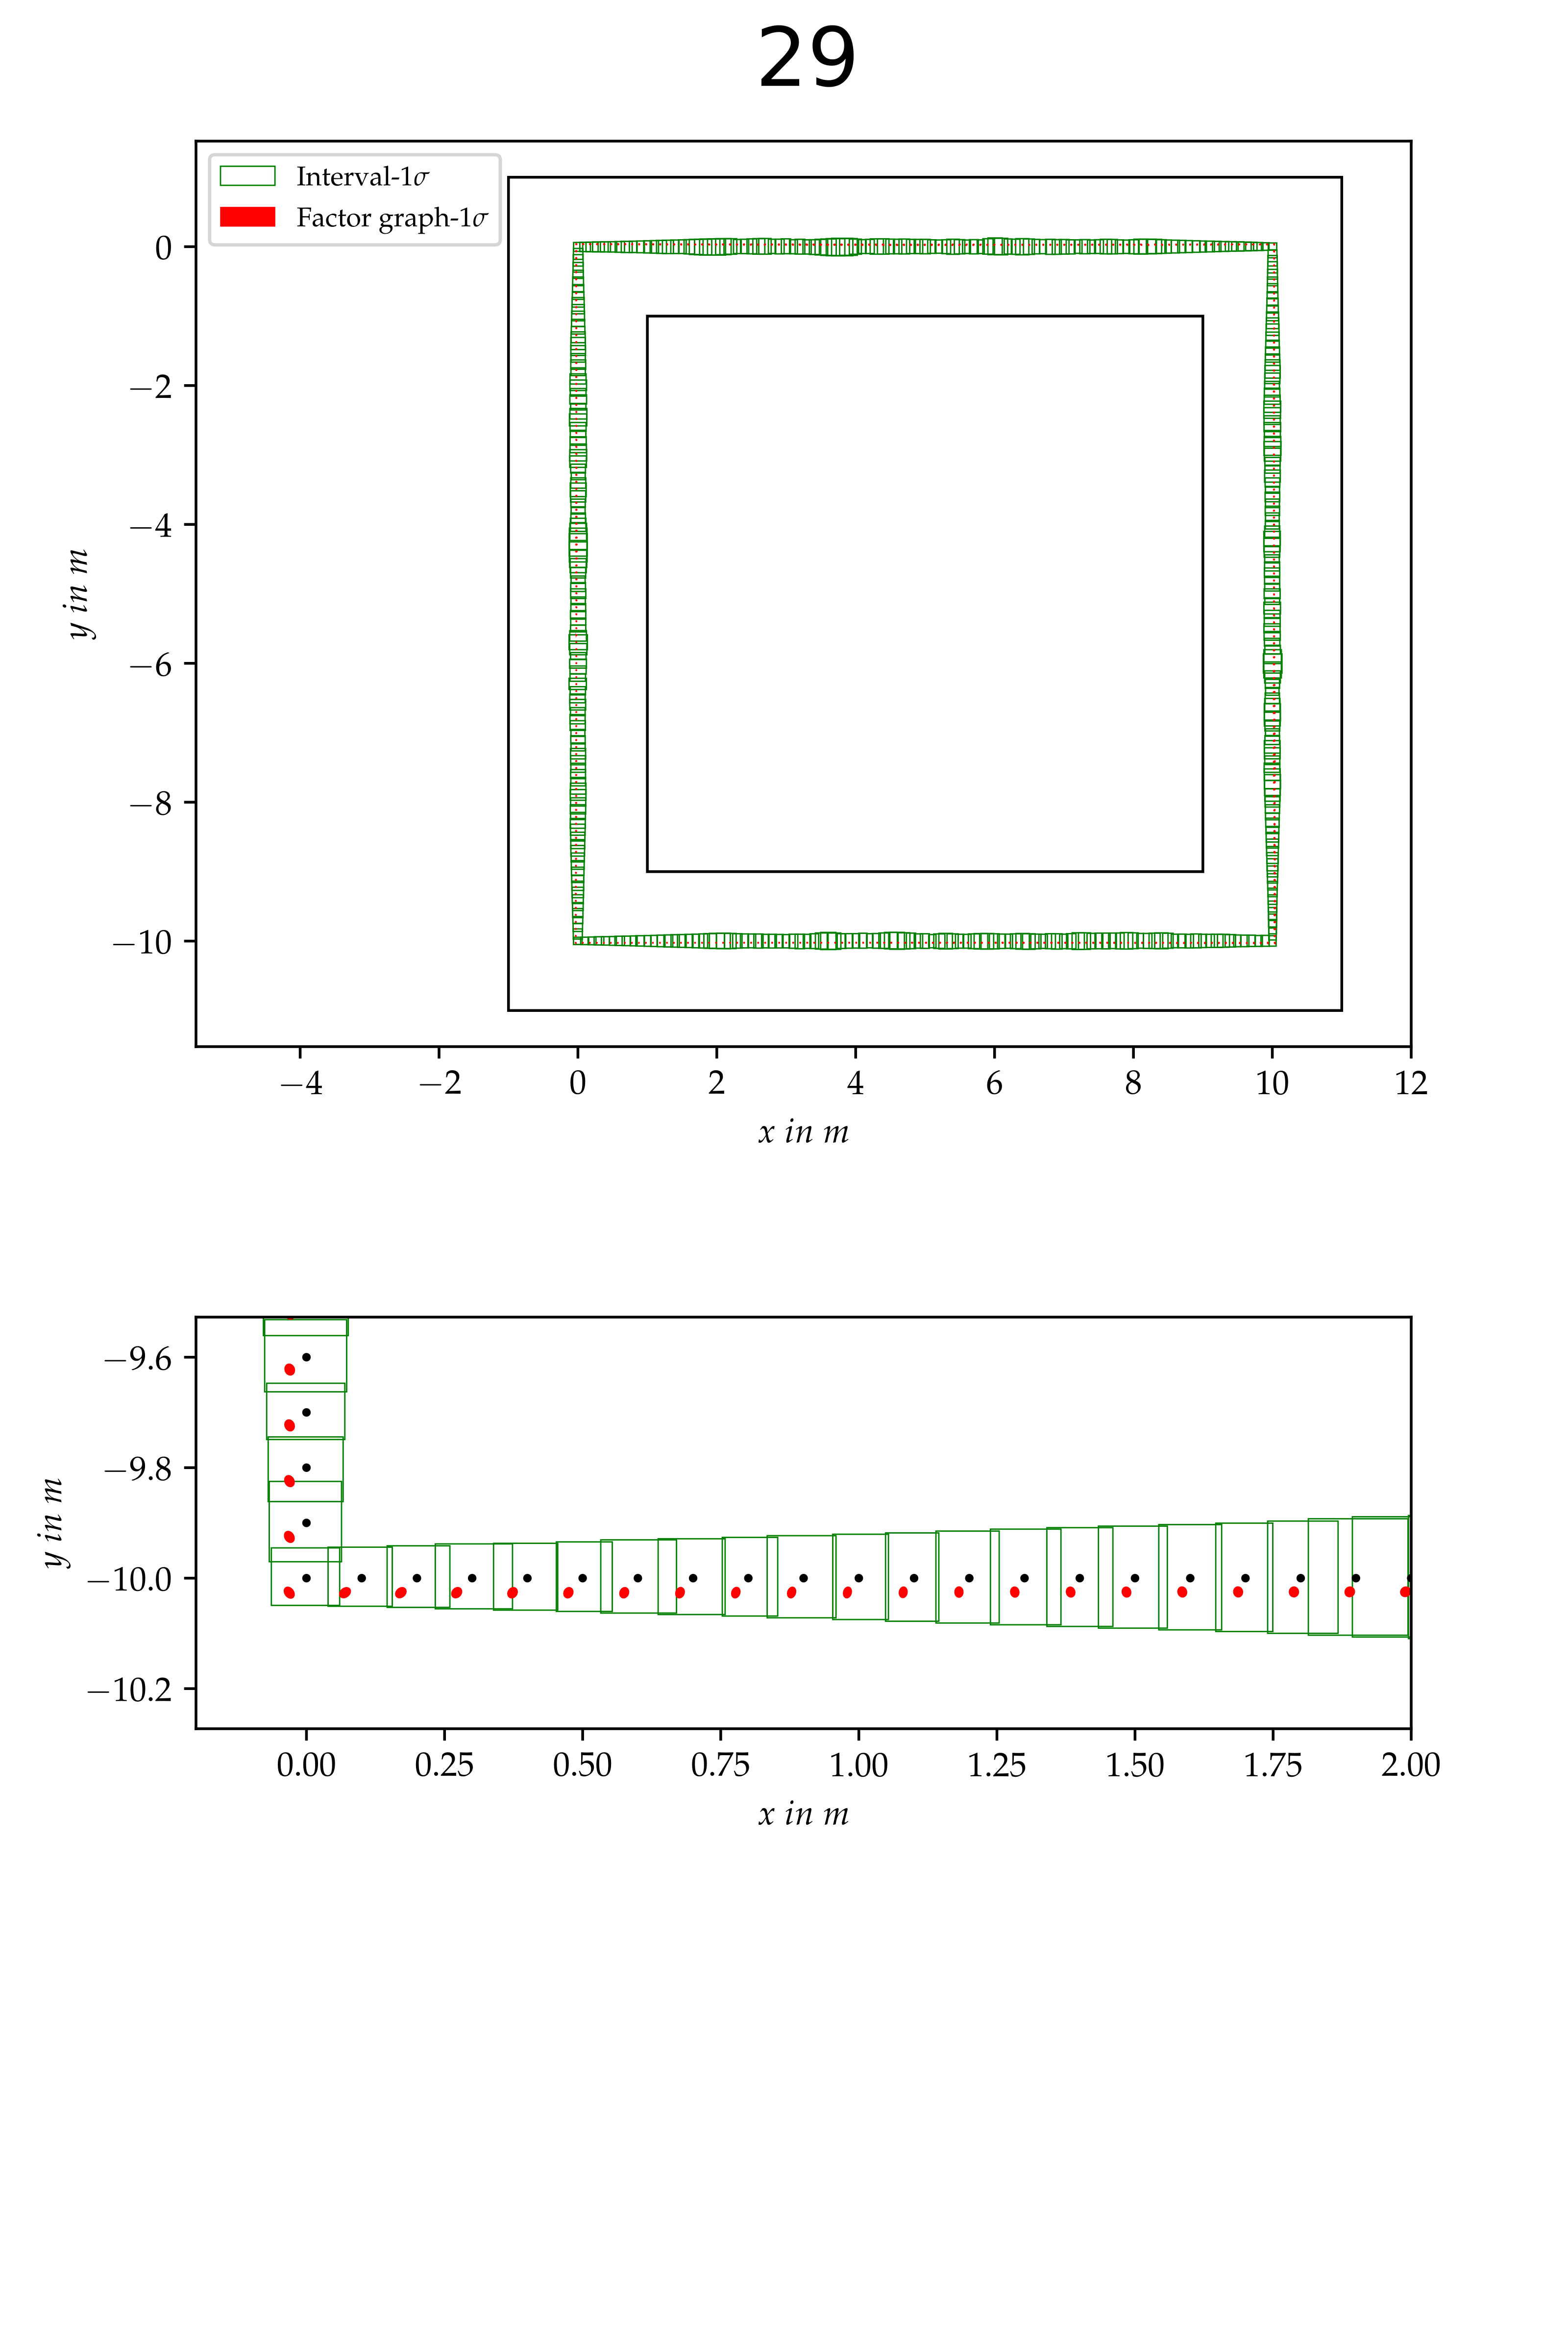 29
Interval-1σ
Factor graph-1σ
0
−2
−4
−6
−8
−10
y in m
−4 −2 0 2 4 6 8 10 12
x in m
−9.6
−9.8
−10.0
−10.2
y in m
0.00 0.25 0.50 0.75 1.00 1.25 1.50 1.75 2.00
x in m